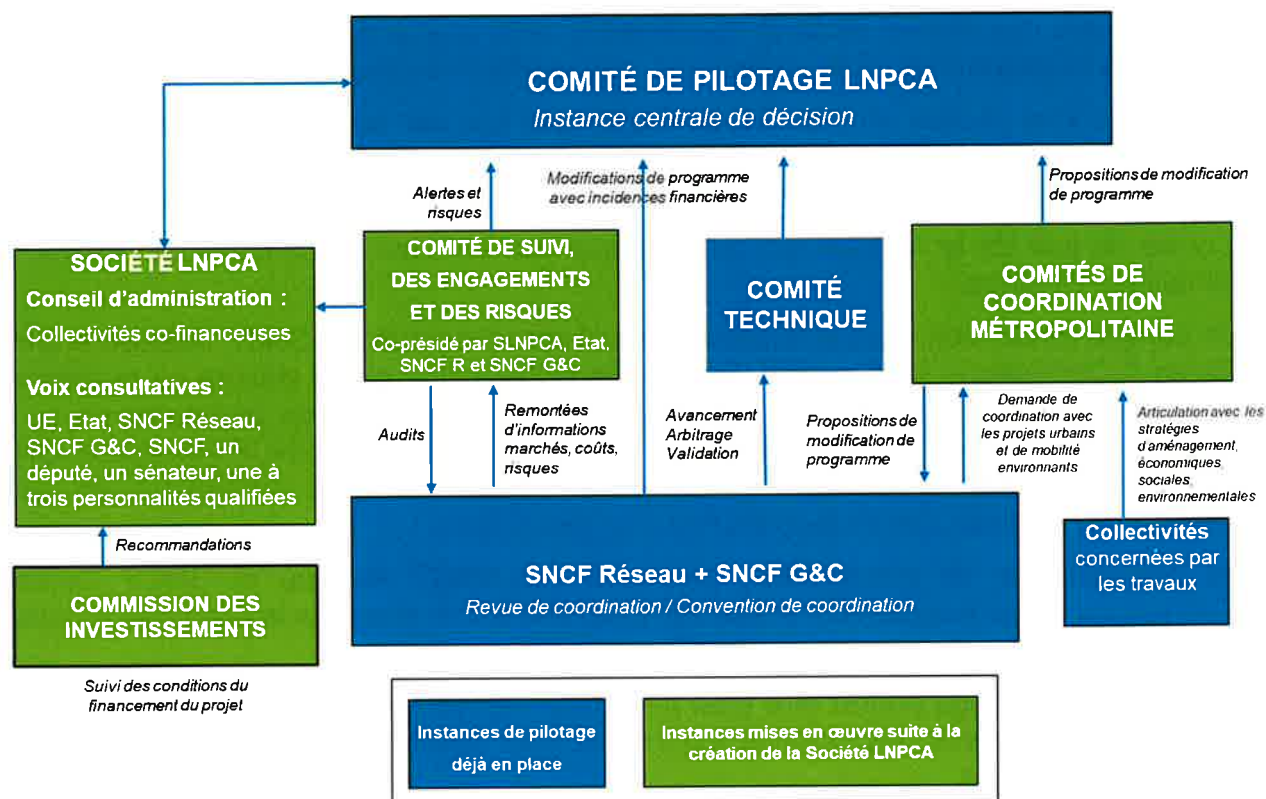 COMITÉ DE PILOTAGE LNPCA
Instance centrale de décision
Alertes et
risques
Modifications de programme
avec incidences financières
Propositions de modification
de programme
SOCIÉTÉ LNPCA
Conseil d'administration :
Collectivités co-financeuses
Voix consultatives :
UE, Etat, SNCF Réseau,
SNCF G&C, SNCF, un
député, un sénateur, une à
trois personnalités qualifiées
COMITÉ DE SUIVI,
DES ENGAGEMENTS
ET DES RISQUES
Co-présidé par SLNPCA, Etat,
SNCF R et SNCF G&C
COMITÉ
TECHNIQUE
COMITÉS DE
COORDINATION
MÉTROPOLITAINE
Audits
Remontées
d'informations
marchés, coûts,
risques
Avancement
Arbitrage
Validation
Propositions de
modification de
programme
Demande de
coordination avec
les projets urbains
et de mobilité
environnants
Articulation avec les
stratégies
d'aménagement,
économiques,
sociales,
environnementales
Recommandations
COMMISSION DES
INVESTISSEMENTS
Suivi des conditions du
financement du projet
SNCF Réseau + SNCF G&C
Revue de coordination / Convention de coordination
Collectivités
concernées par
les travaux
Instances de pilotage
déjà en place
Instances mises en œuvre suite à la
création de la Société LNPCA